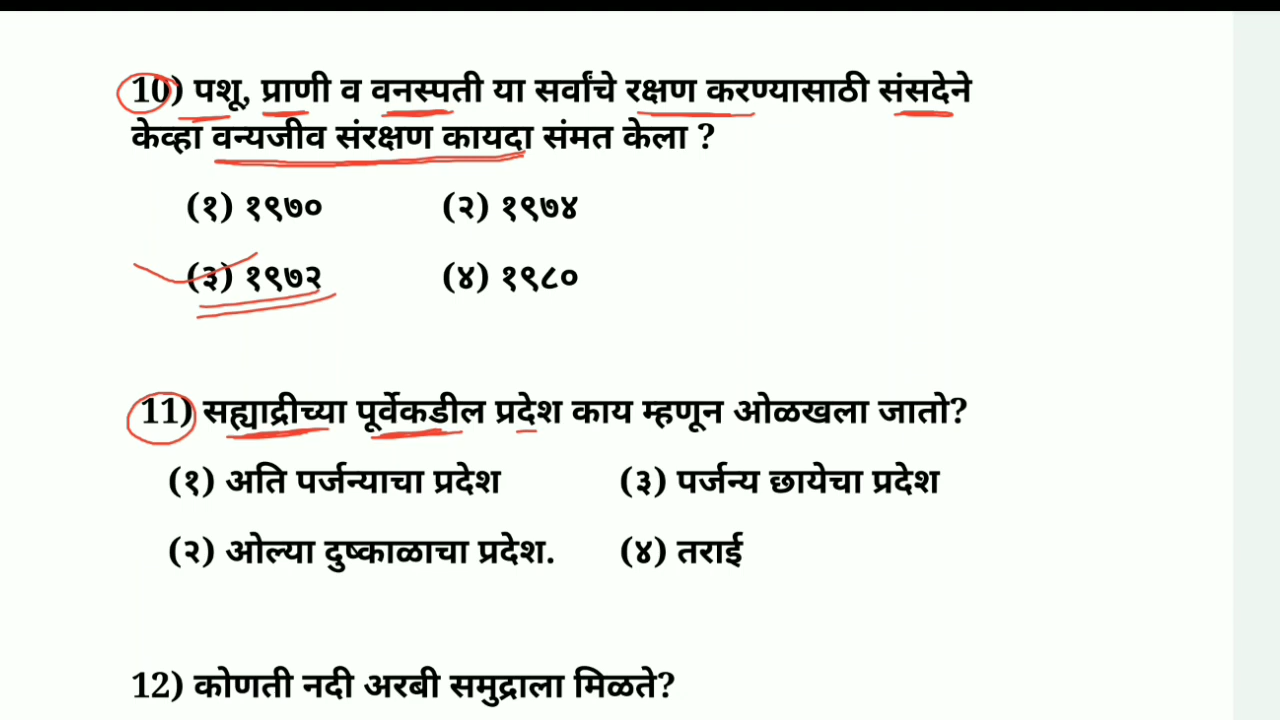 10) पशू, प्राणी व वनस्पती या सर्वांचे रक्षण करण्यासाठी संसदेने
केव्हा वन्यजीव संरक्षण कायदा संमत केला ?
(१) १९७० (२) १९७४
(३) १९७२ (४) १९८०
11) सह्याद्रीच्या पूर्वेकडील प्रदेश काय म्हणून ओळखला जातो?
(१) अति पर्जन्याचा प्रदेश (३) पर्जन्य छायेचा प्रदेश
(२) ओल्या दुष्काळाचा प्रदेश. (४) तराई
12) कोणती नदी अरबी समुद्राला मिळते?